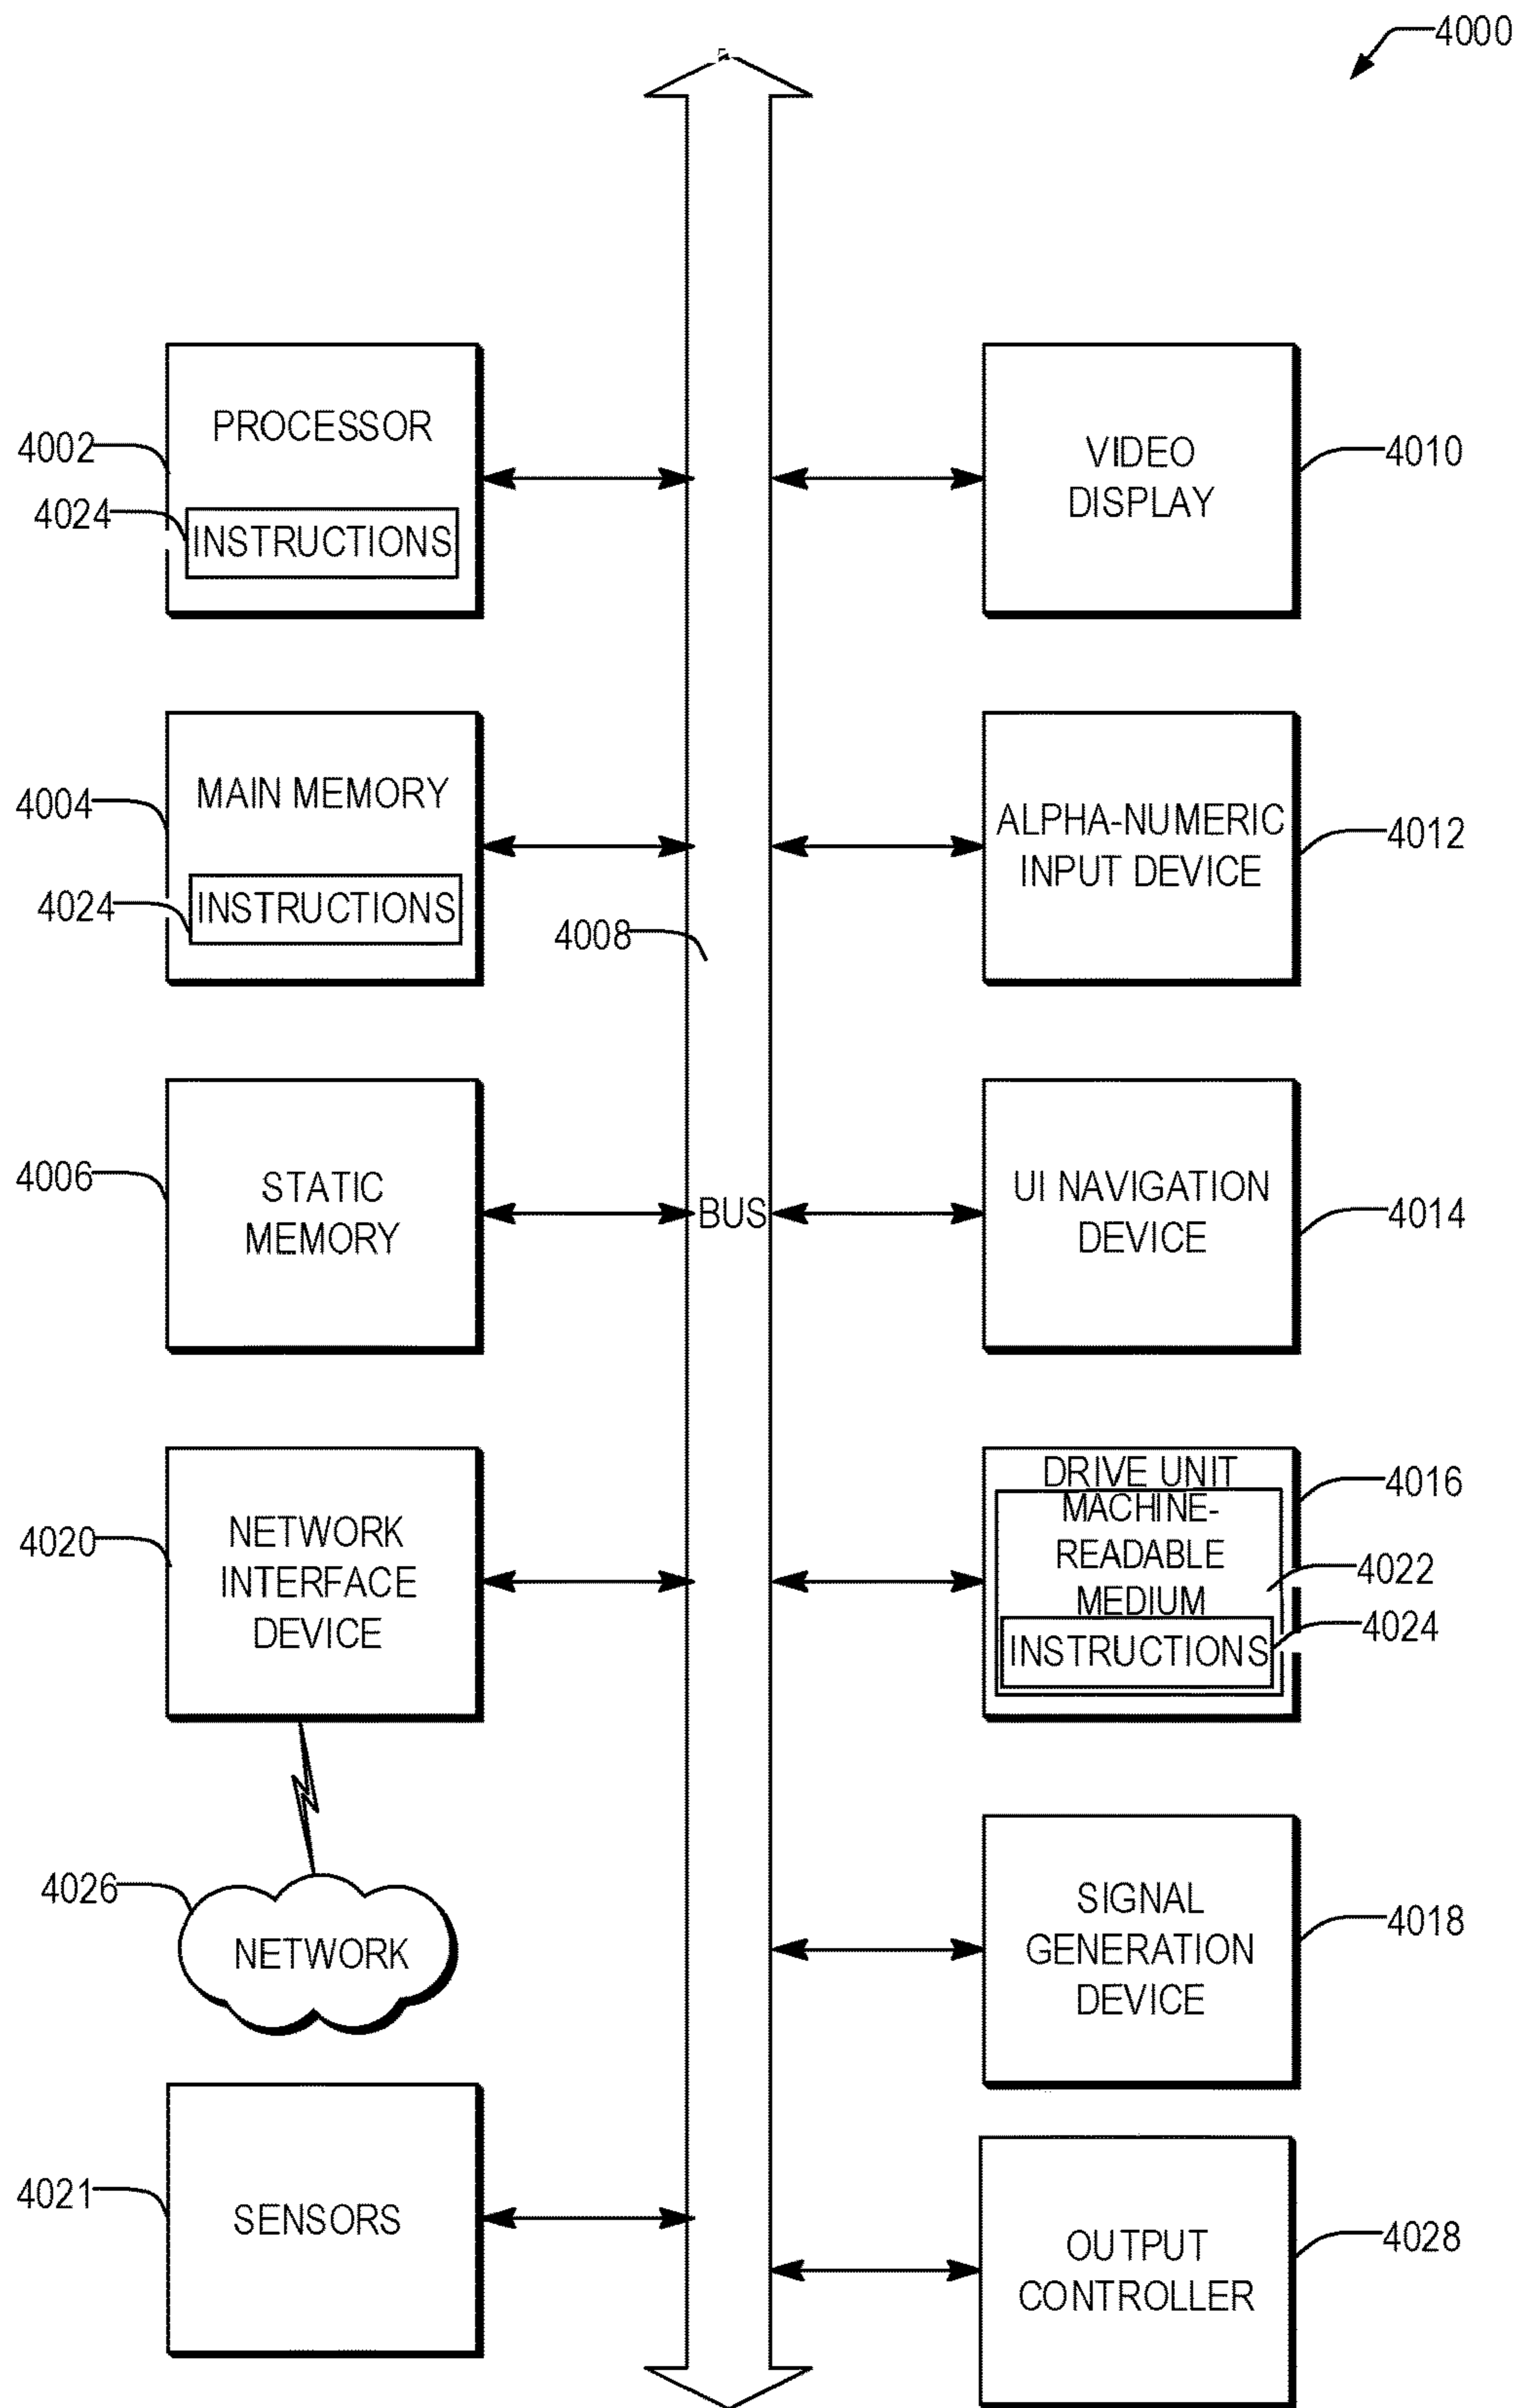 4000
PROCESSOR
4002
4024
INSTRUCTIONS
VIDEO
DISPLAY
4010
MAIN MEMORY
4004
4024
INSTRUCTIONS
4008
ALPHA-NUMERIC
INPUT DEVICE
4012
4006
STATIC
MEMORY
BUS
UI NAVIGATION
DEVICE
4014
4020
NETWORK
INTERFACE
DEVICE
DRIVE UNIT
4016
MACHINE-
READABLE
MEDIUM
4022
INSTRUCTIONS
4024
4026
NETWORK
SIGNAL
GENERATION
DEVICE
4018
4021
SENSORS
OUTPUT
CONTROLLER
4028